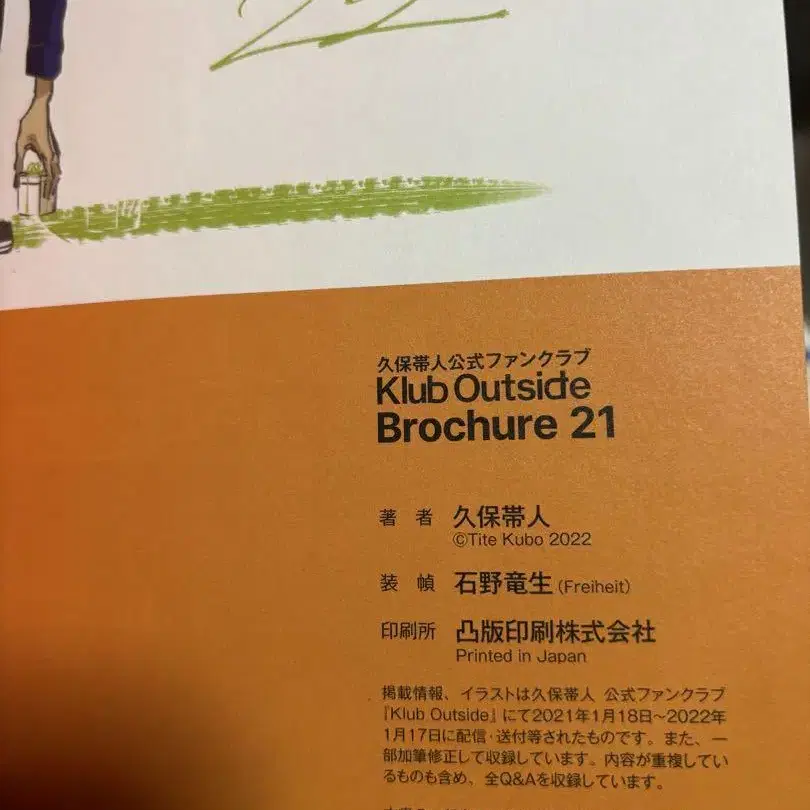 久保帯人公式ファンクラブ
Klub Outside
Brochure 21
著者 久保帯人
©Tite Kubo 2022
装幀 石野竜生(Freiheit)
印刷所 凸版印刷株式会社
Printed in Japan
掲載情報、イラストは久保帯人 公式ファンクラブ
『Klub Outside』にて2021年1月18日〜2022年
1月17日に配信・送付等されたものです。また、一
部加筆修正して収録しています。内容が重複してい
るものも含め、全Q&Aを収録しています。